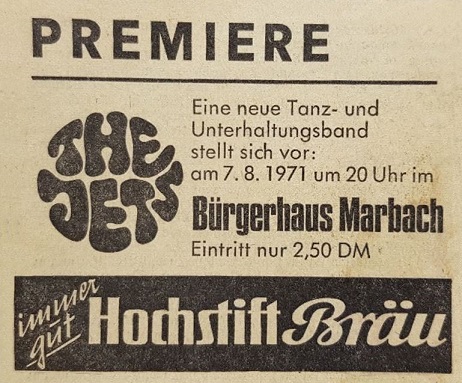 PREMIERE
THE
JETS
Eine neue Tanz- und
Unterhaltungsband
stellt sich vor:
am 7. 8. 1971 um 20 Uhr im
Bürgerhaus Marbach
Eintritt nur 2,50 DM
immer
gut
Hochstift Bräu